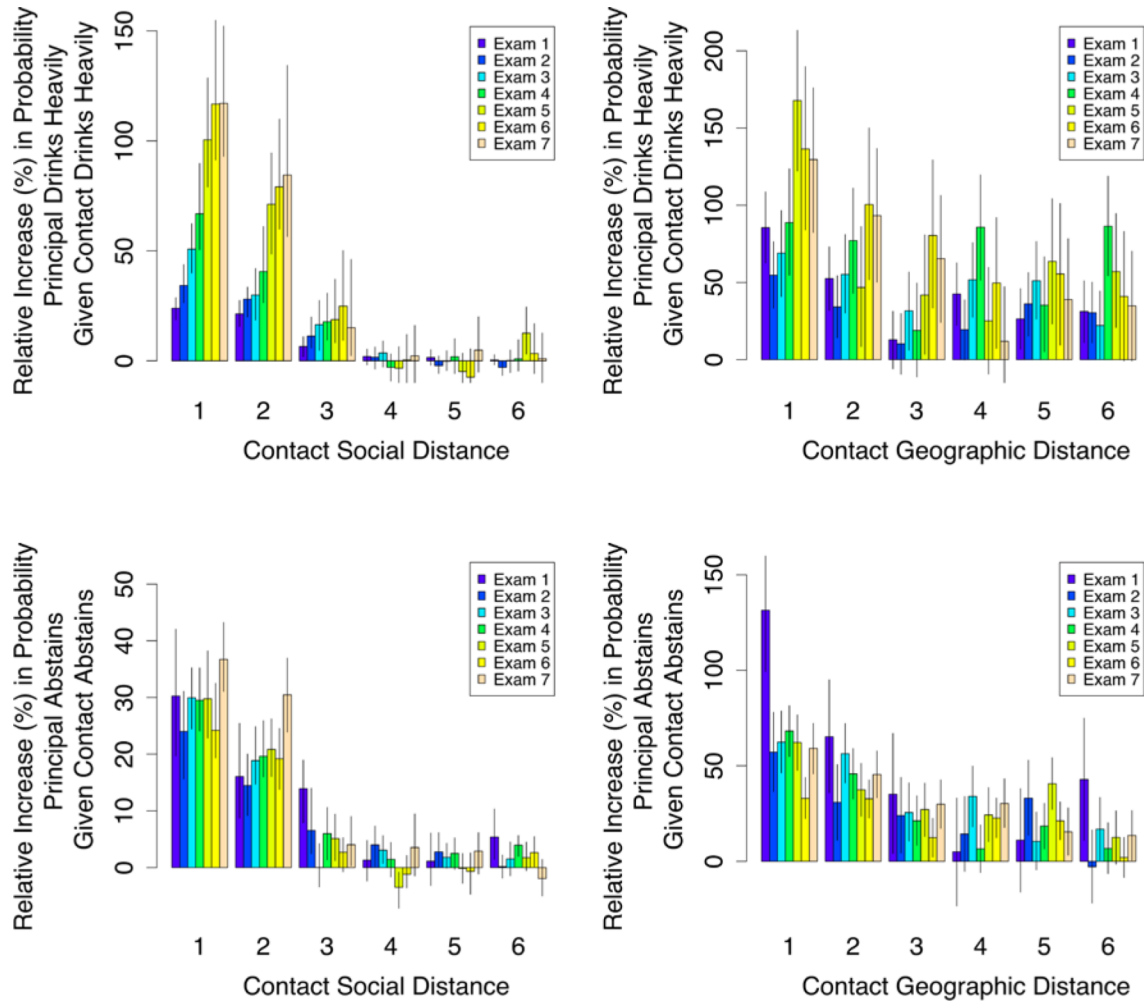 Relative Increase (%) in Probability
Principal Drinks Heavily
Given Contact Drinks Heavily
150
100
50
0
Exam 1
Exam 2
Exam 3
Exam 4
Exam 5
Exam 6
Exam 7
1 2 3 4 5 6
Contact Social Distance
Relative Increase (%) in Probability
Principal Drinks Heavily
Given Contact Drinks Heavily
200
150
100
50
0
Exam 1
Exam 2
Exam 3
Exam 4
Exam 5
Exam 6
Exam 7
1 2 3 4 5 6
Contact Geographic Distance
Relative Increase (%) in Probability
Principal Abstains
Given Contact Abstains
50
40
30
20
10
0
Exam 1
Exam 2
Exam 3
Exam 4
Exam 5
Exam 6
Exam 7
1 2 3 4 5 6
Contact Social Distance
Relative Increase (%) in Probability
Principal Abstains
Given Contact Abstains
150
100
50
0
Exam 1
Exam 2
Exam 3
Exam 4
Exam 5
Exam 6
Exam 7
1 2 3 4 5 6
Contact Geographic Distance